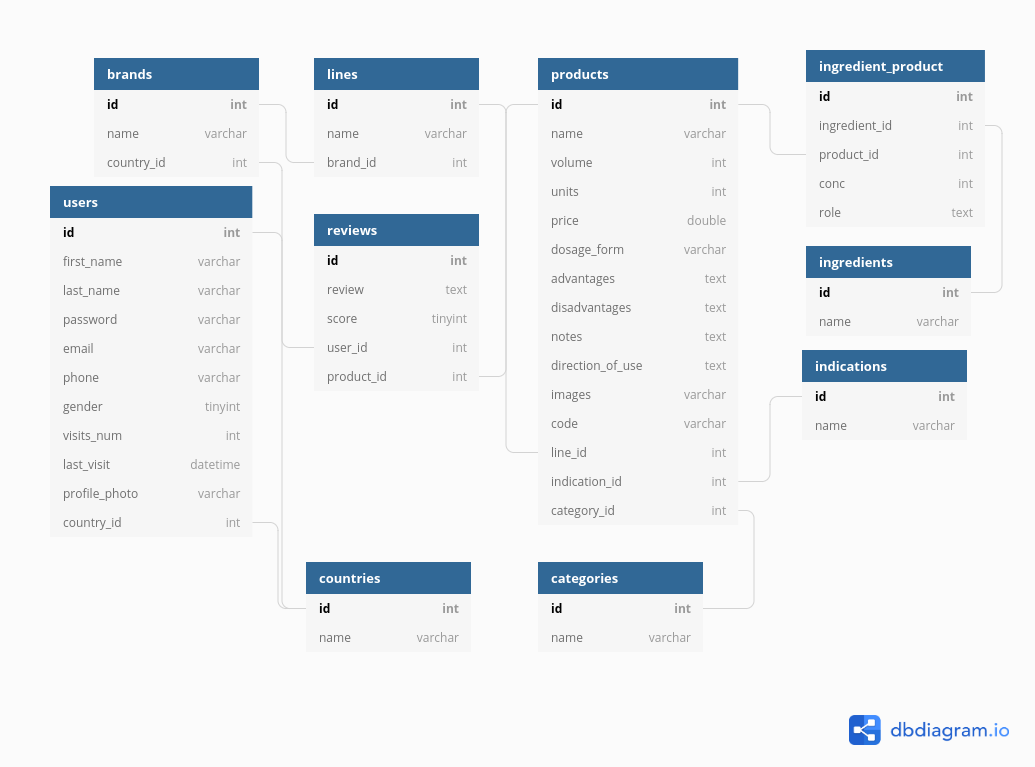 brands
id int
name varchar
country_id int
users
id int
first_name varchar
last_name varchar
password varchar
email varchar
phone varchar
gender tinyint
visits_num int
last_visit datetime
profile_photo varchar
country_id int
lines
id int
name varchar
brand_id int
reviews
id int
review text
score tinyint
user_id int
product_id int
countries
id int
name varchar
products
id int
name varchar
volume int
units int
price double
dosage_form varchar
advantages text
disadvantages text
notes text
direction_of_use text
images varchar
code varchar
line_id int
indication_id int
category_id int
categories
id int
name varchar
ingredient_product
id int
ingredient_id int
product_id int
conc int
role text
ingredients
id int
name varchar
indications
id int
name varchar
dbdiagram.io